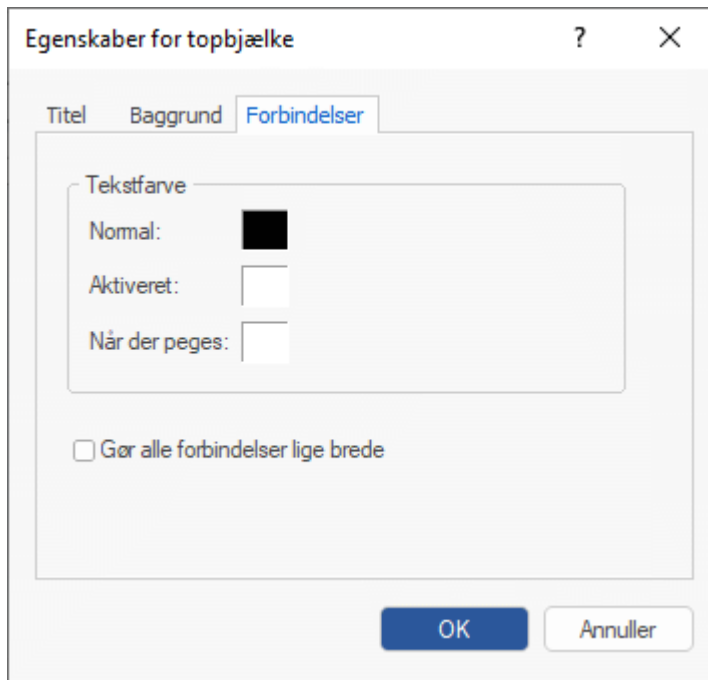 Egenskaber for topbjælke ?
Titel Baggrund Forbindelser
Tekstfarve
Normal:
Aktiveret:
Når der peges:
Gør alle forbindelser lige brede
OK Annuller